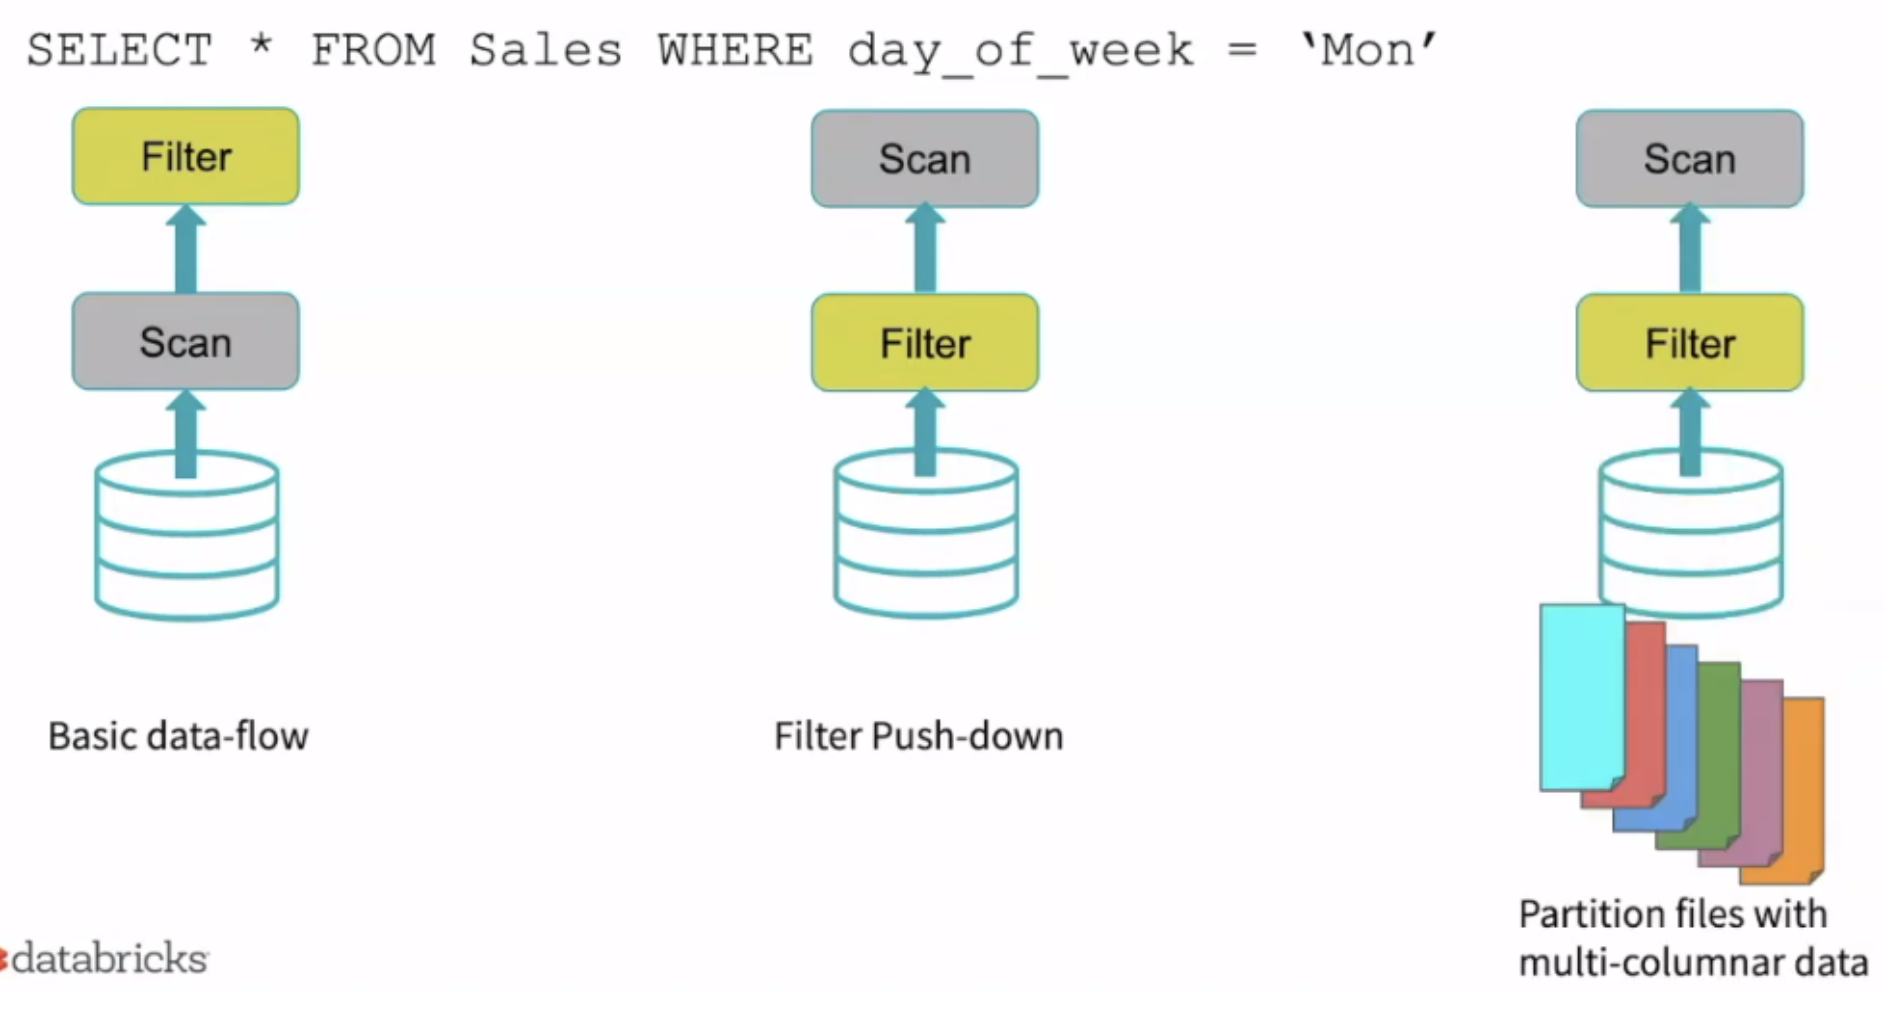 SELECT * FROM Sales WHERE day_of_week = ‘Mon’
Filter
Scan
Basic data-flow
Scan
Filter
Filter Push-down
Scan
Filter
Partition files with
multi-columnar data
databricks